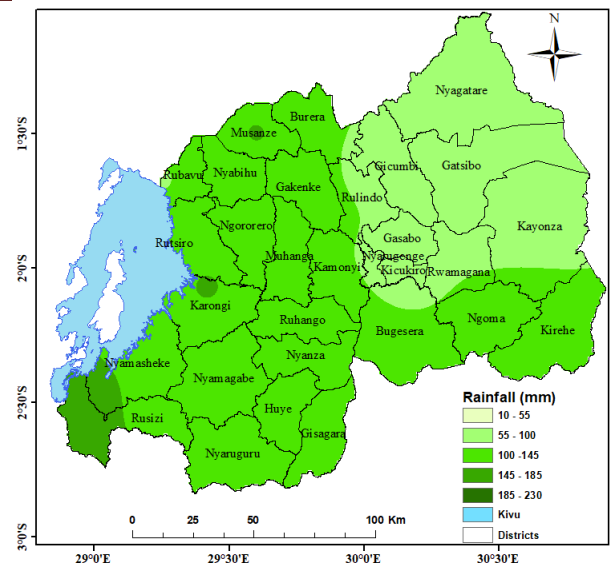 N
Nyagatare
Burera
Musanze
1°30'S
Gicumbi
Gatsibo
Rubavu
Nyabihu
Gakenke
Rulindo
Kayonza
Ngororero
Gasabo
Rutsiro
Muhanga
Nyarugenge
2°0'S
Kamonyi
Kicukiro
Rwamagana
Karongi
Ruhango
Bugesera
Ngoma
Kirehe
Nyanza
Nyamasheke
Nyamagabe
2°30'S
Huye
Rusizi
Gisagara
Nyaruguru
Rainfall (mm)
10 - 55
55 - 100
100 -145
145 - 185
185 - 230
Kivu
Districts
0 25 50 100 Km
3°0'S
29°0'E 29°30'E 30°0'E 30°30'E